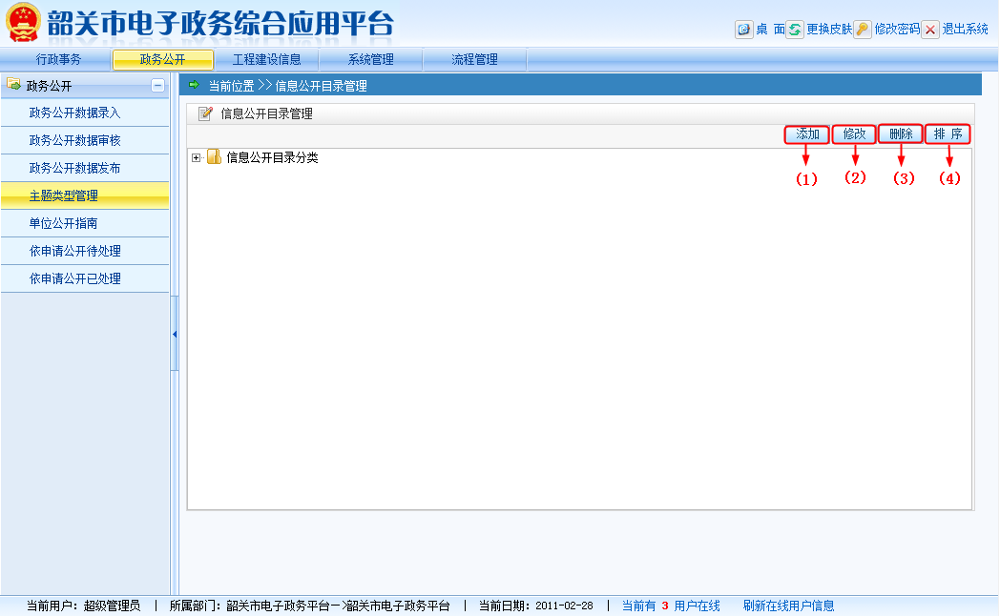 韶关市电子政务综合应用平台
桌 面 更换皮肤 修改密码 退出系统
行政事务 政务公开 工程建设信息 系统管理 流程管理
政务公开
当前位置 >> 信息公开目录管理
政务公开数据录入
政务公开数据审核
政务公开数据发布
主题类型管理
单位公开指南
依申请公开待处理
依申请公开已处理
信息公开目录管理
添加 修改 删除 排 序
(1) (2) (3) (4)
信息公开目录分类
当前用户: 超级管理员 | 所属部门: 韶关市电子政务平台—>韶关市电子政务平台 | 当前日期: 2011-02-28 | 当前有 3 用户在线 刷新在线用户信息